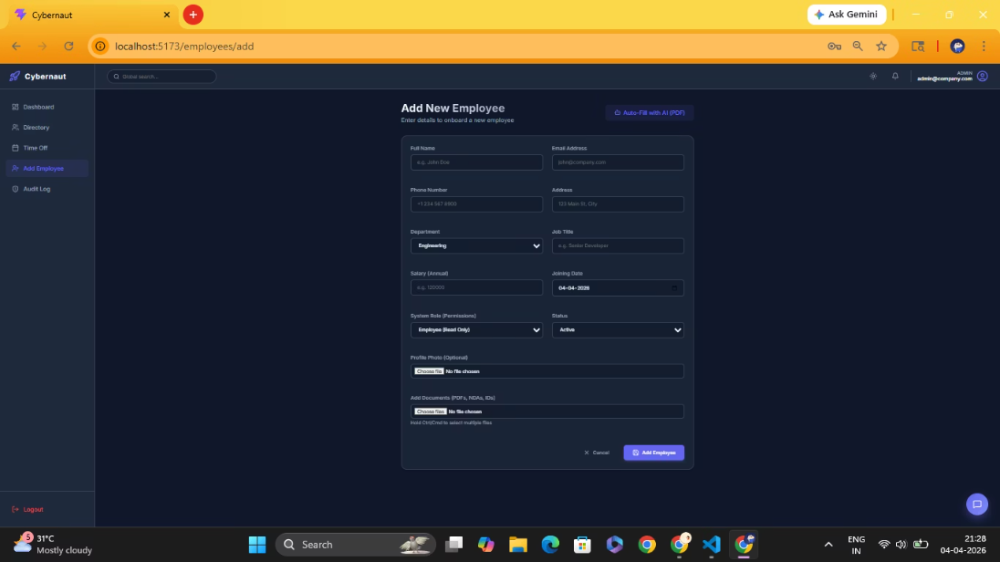 Cybernaut
Ask Gemini
localhost:5173/employees/add
Cybernaut
Global search...
ADMIN
admin@company.com
Dashboard
Directory
Time Off
Add Employee
Audit Log
Logout
Add New Employee
Enter details to onboard a new employee
Auto-Fill with AI (PDF)
Full Name
Email Address
e.g. John Doe
john@company.com
Phone Number
Address
+1 234 567 8900
123 Main St, City
Department
Job Title
Engineering
e.g. Senior Developer
Salary (Annual)
Joining Date
e.g. 120000
04-04-2026
System Role (Permissions)
Status
Employee (Read Only)
Active
Profile Photo (Optional)
Choose file No file chosen
Add Documents (PDFs, NDAs, IDs)
Choose files No file chosen
Hold Ctrl/Cmd to select multiple files
Cancel
Add Employee
5
31°C
Mostly cloudy
Search
ENG
IN
21:28
04-04-2026